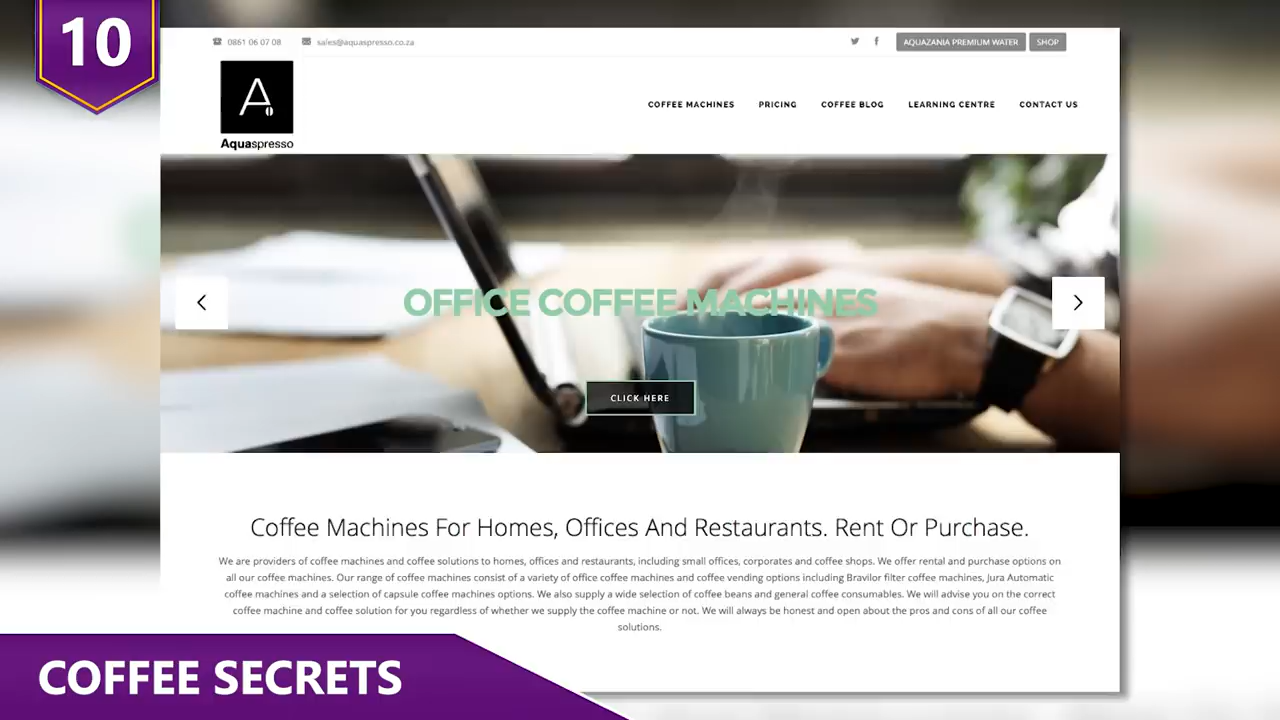 10
0861 06 07 08
sales@aquaspresso.co.za
AQUAZANIA PREMIUM WATER
SHOP
A
Aquaspresso
COFFEE MACHINES
PRICING
COFFEE BLOG
LEARNING CENTRE
CONTACT US
OFFICE COFFEE MACHINES
CLICK HERE
Coffee Machines For Homes, Offices And Restaurants. Rent Or Purchase.
We are providers of coffee machines and coffee solutions to homes, offices and restaurants, including small offices, corporates and coffee shops. We offer rental and purchase options on
all our coffee machines. Our range of coffee machines consist of a variety of office coffee machines and coffee vending options including Bravilor filter coffee machines, Jura Automatic
coffee machines and a selection of capsule coffee machines options. We also supply a wide selection of coffee beans and general coffee consumables. We will advise you on the correct
coffee machine and coffee solution for you regardless of whether we supply the coffee machine or not. We will always be honest and open about the pros and cons of all our coffee
solutions.
COFFEE SECRETS